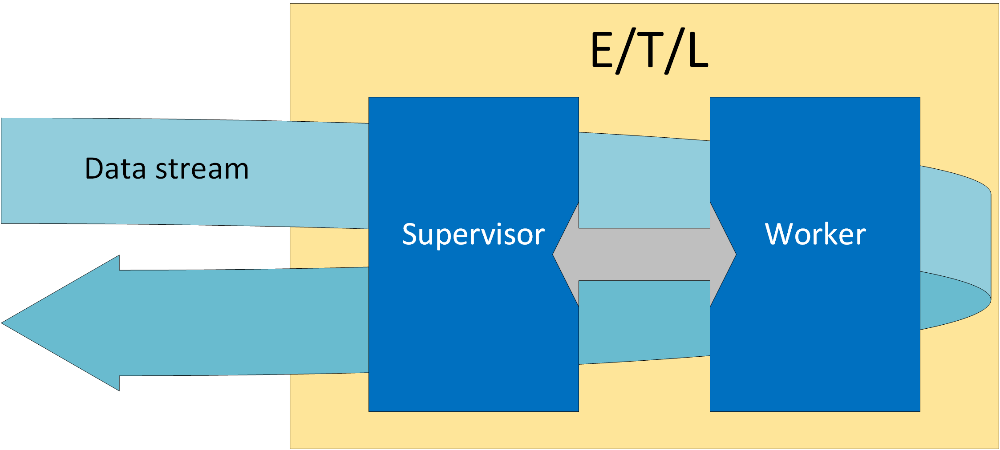 E/T/L
Data stream
Supervisor
Worker